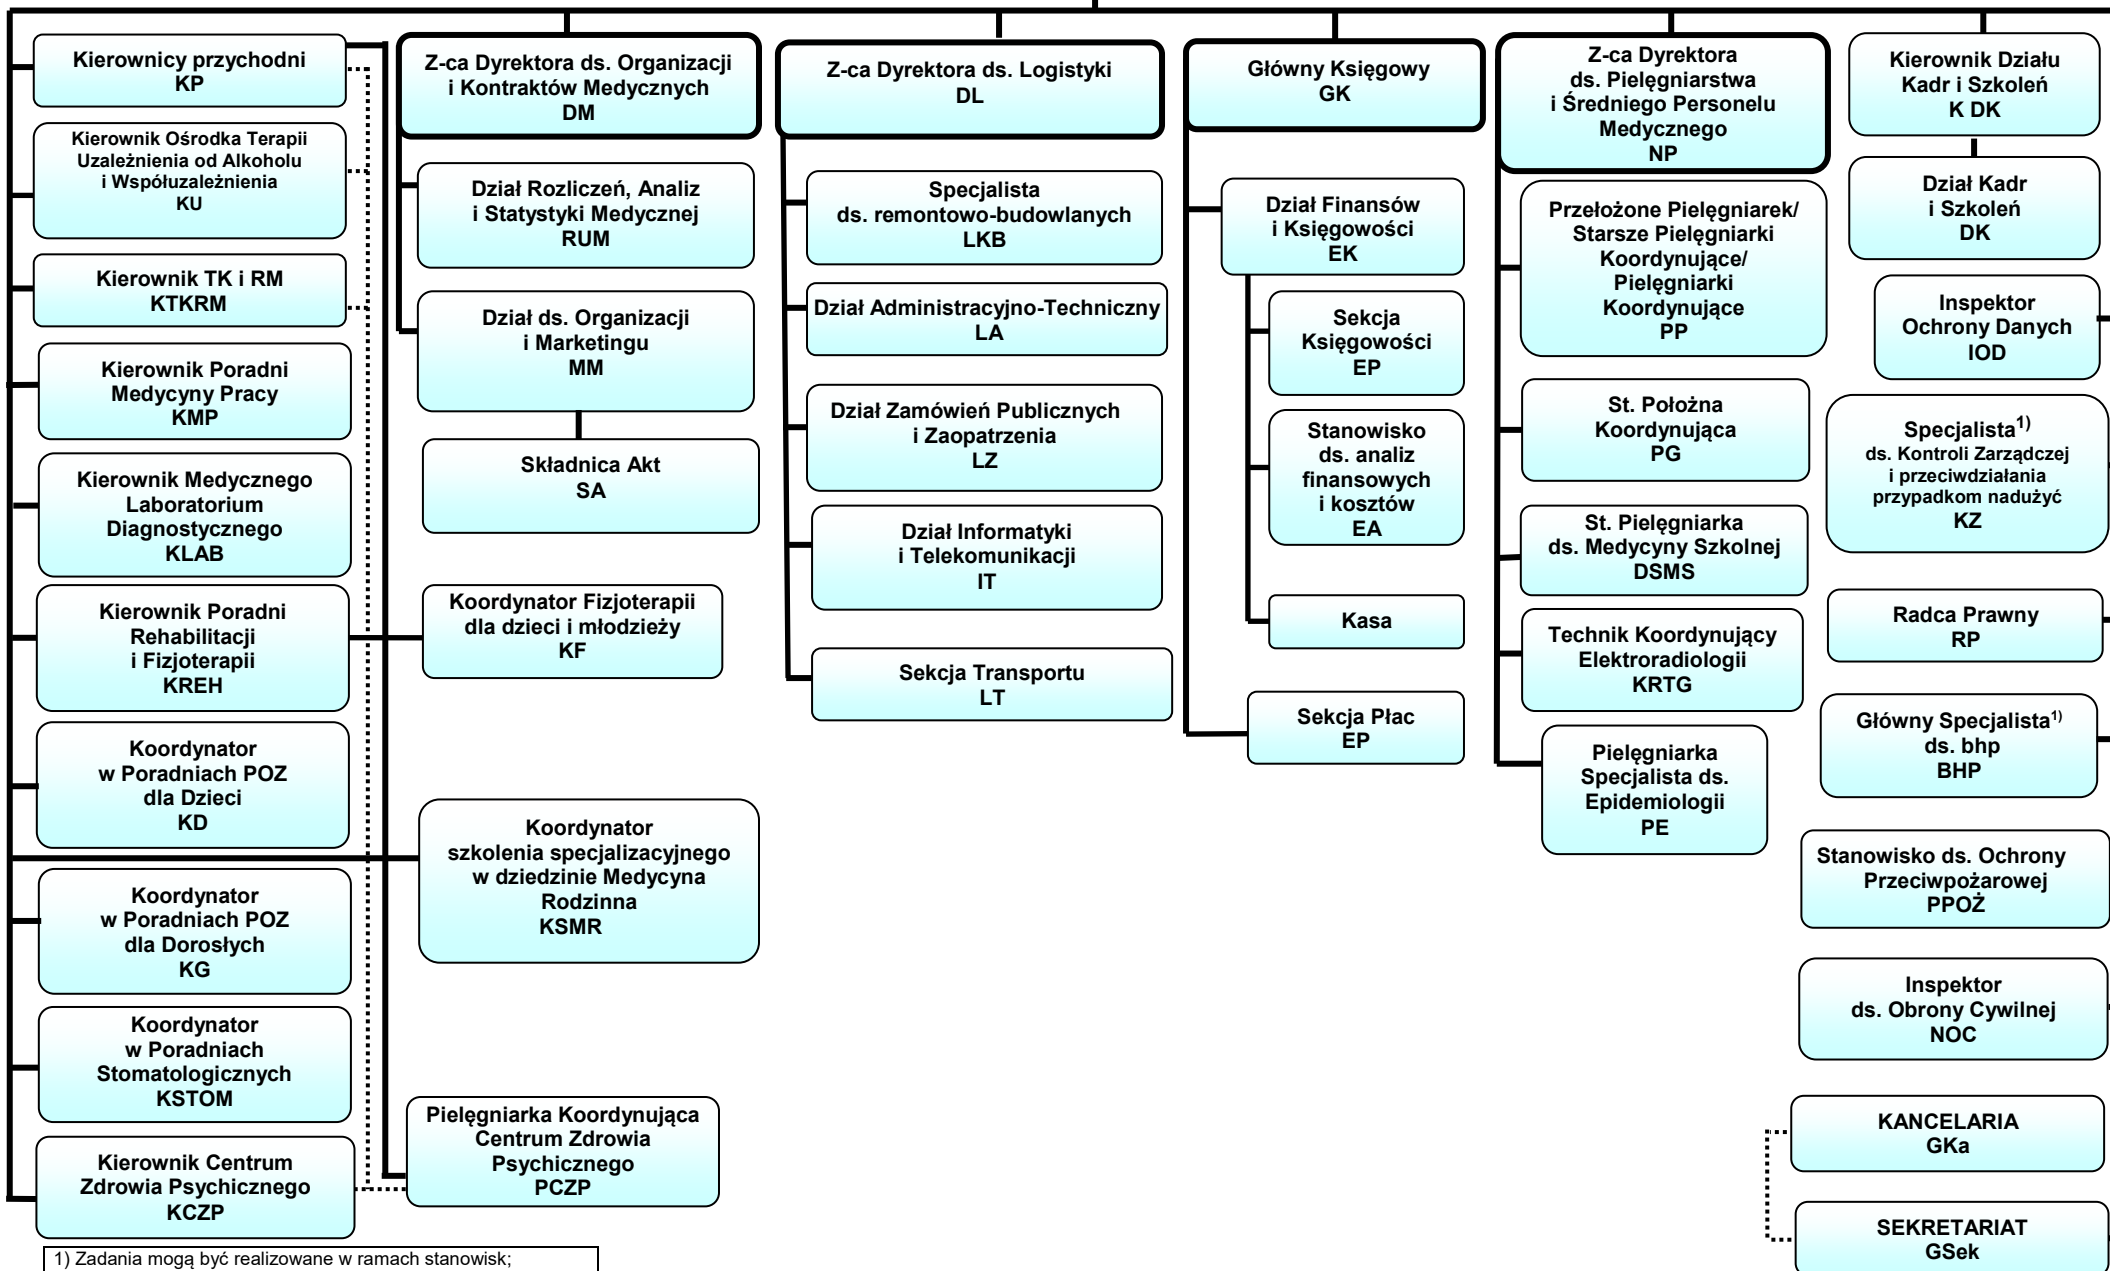 Kierownicy przychodni
KP
Kierownik Ośrodka Terapii
Uzależnienia od Alkoholu
i Współuzależnienia
KU
Kierownik TK i RM
KTKRM
Kierownik Poradni
Medycyny Pracy
KMP
Kierownik Medycznego
Laboratorium
Diagnostycznego
KLAB
Kierownik Poradni
Rehabilitacji
i Fizjoterapii
KREH
Koordynator
w Poradniach POZ
dla Dzieci
KD
Koordynator
w Poradniach POZ
dla Dorosłych
KG
Koordynator
w Poradniach
Stomatologicznych
KSTOM
Kierownik Centrum
Zdrowia Psychicznego
KCZP
1) Zadania mogą być realizowane w ramach stanowisk;
Z-ca Dyrektora ds. Organizacji
i Kontraktów Medycznych
DM
Dział Rozliczeń, Analiz
i Statystyki Medycznej
RUM
Dział ds. Organizacji
i Marketingu
MM
Składnica Akt
SA
Koordynator Fizjoterapii
dla dzieci i młodzieży
KF
Koordynator
szkolenia specjalizacyjnego
w dziedzinie Medycyna
Rodzinna
KSMR
Pielęgniarka Koordynująca
Centrum Zdrowia
Psychicznego
PCZP
Z-ca Dyrektora ds. Logistyki
DL
Specjalista
ds. remontowo-budowlanych
LKB
Dział Administracyjno-Techniczny
LA
Dział Zamówień Publicznych
i Zaopatrzenia
LZ
Dział Informatyki
i Telekomunikacji
IT
Sekcja Transportu
LT
Główny Księgowy
GK
Dział Finansów
i Księgowości
EK
Sekcja
Księgowości
EP
Stanowisko
ds. analiz
finansowych
i kosztów
EA
Kasa
Sekcja Płac
EP
Z-ca Dyrektora
ds. Pielęgniarstwa
i Średniego Personelu
Medycznego
NP
Przełożone Pielęgniarek/
Starsze Pielęgniarki
Koordynujące/
Pielęgniarki
Koordynujące
PP
St. Położna
Koordynująca
PG
St. Pielęgniarka
ds. Medycyny Szkolnej
DSMS
Technik Koordynujący
Elektroradiologii
KRTG
Pielęgniarka
Specjalista ds.
Epidemiologii
PE
Kierownik Działu
Kadr i Szkoleń
K DK
Dział Kadr
i Szkoleń
DK
Inspektor
Ochrony Danych
IOD
Specjalista1)
ds. Kontroli Zarządczej
i przeciwdziałania
przypadkom nadużyć
KZ
Radca Prawny
RP
Główny Specjalista1)
ds. bhp
BHP
Stanowisko ds. Ochrony
Przeciwpożarowej
PPOŻ
Inspektor
ds. Obrony Cywilnej
NOC
KANCELARIA
GKa
SEKRETARIAT
GSek